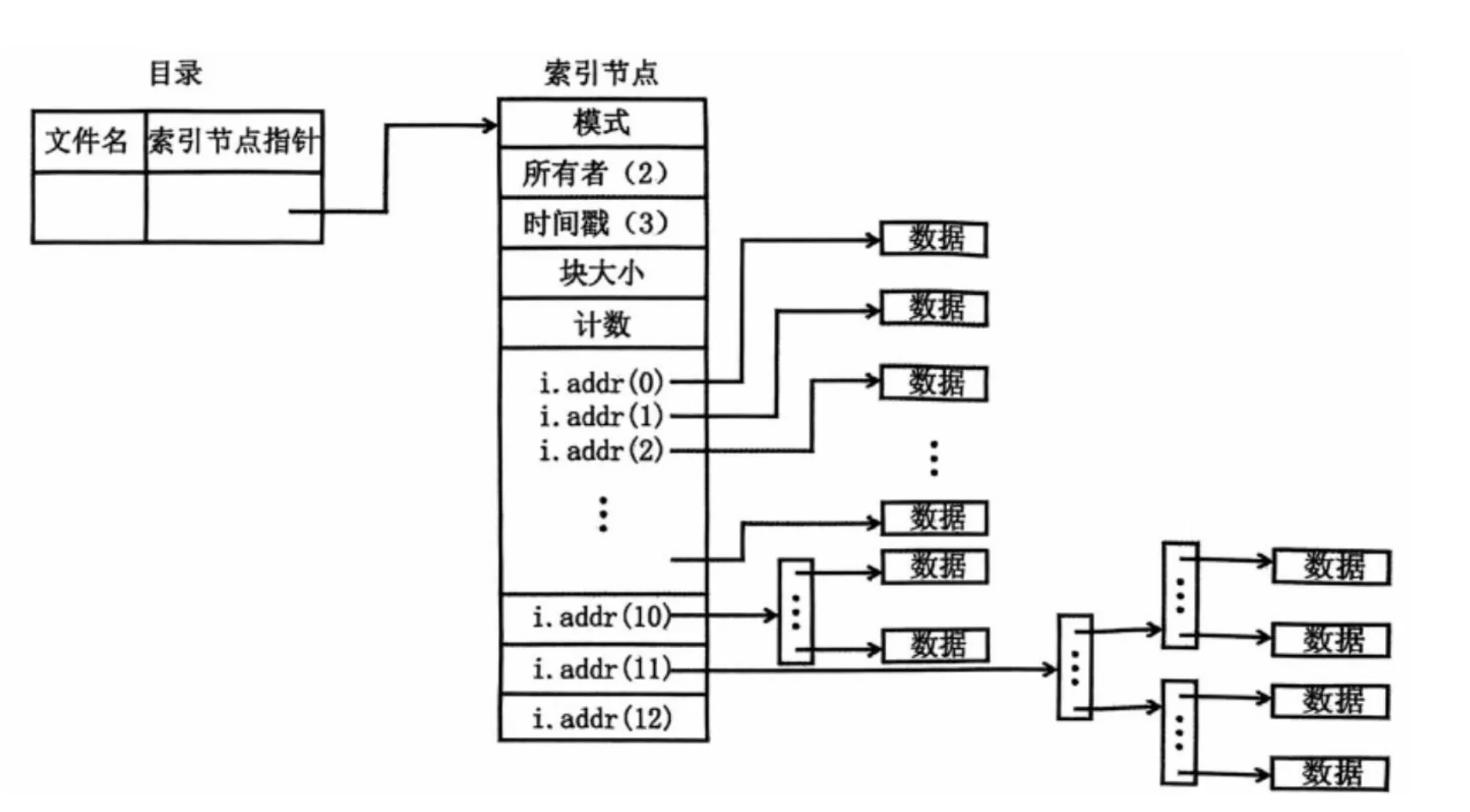 目录
文件名
索引节点指针
索引节点
模式
所有者（2）
时间戳（3）
块大小
计数
i.addr(0)
i.addr(1)
i.addr(2)
i.addr(10)
i.addr(11)
i.addr(12)
数据
数据
数据
数据
数据
数据
数据
数据
数据
数据